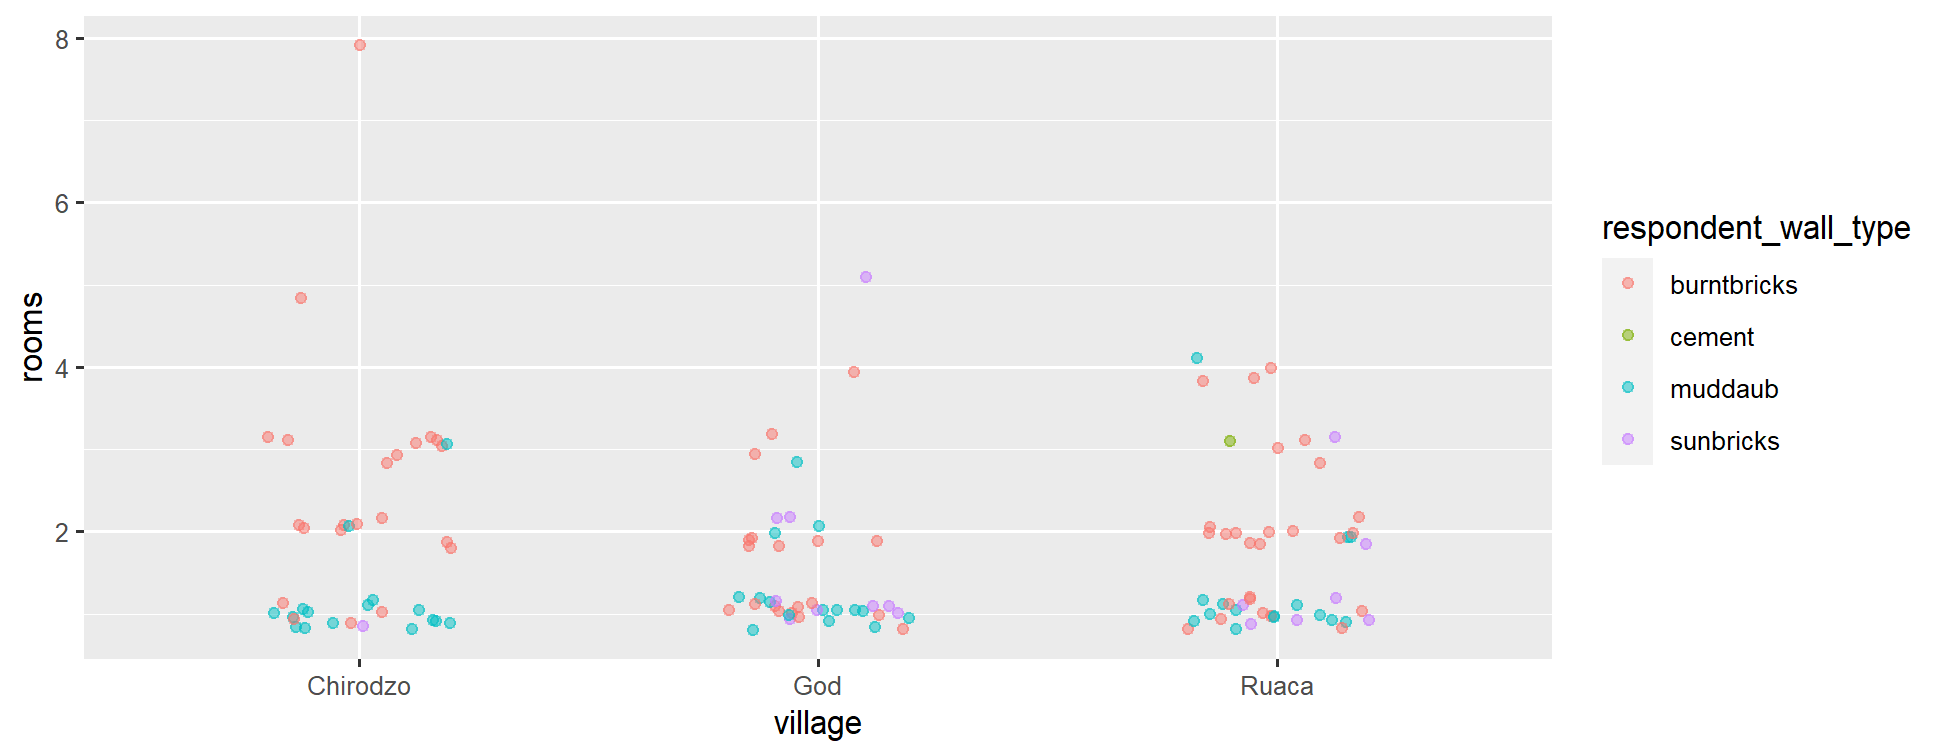 8
6
4
2
rooms
Chirodzo
God
Ruaca
village
respondent_wall_type
burntbricks
cement
muddaub
sunbricks